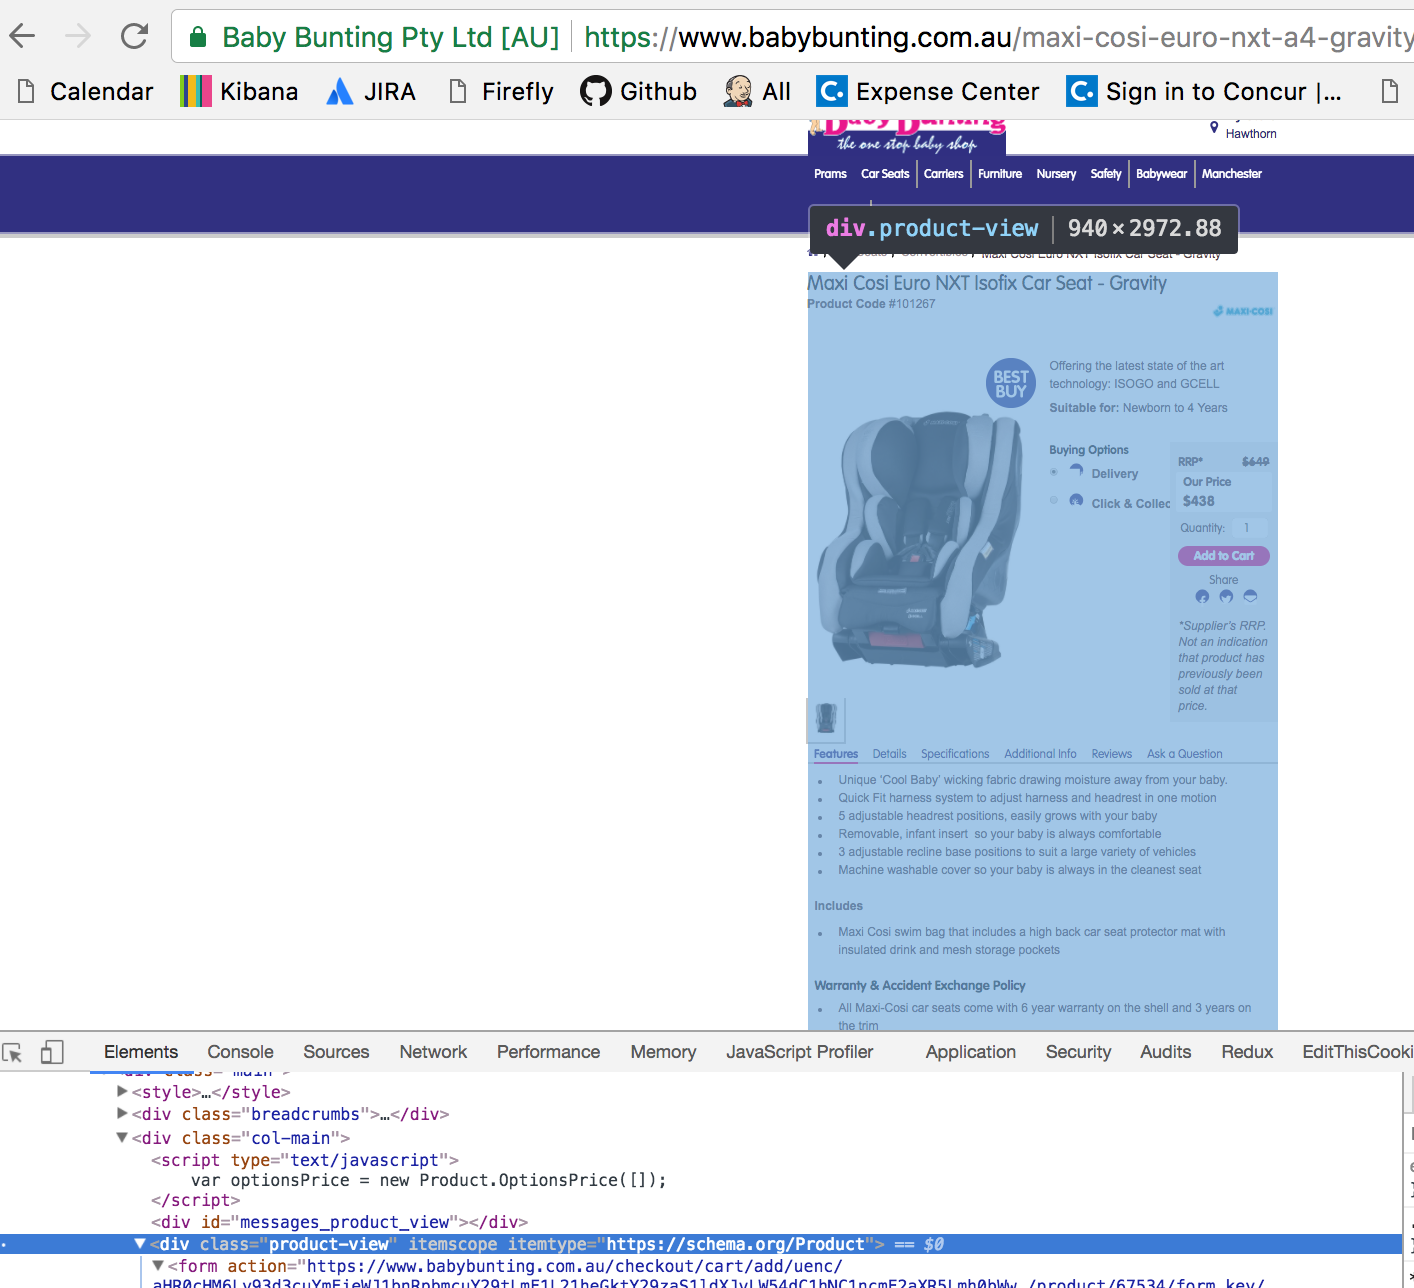 Baby Bunting Pty Ltd [AU] https://www.babybunting.com.au/maxi-cosi-euro-nxt-a4-gravity
Calendar Kibana JIRA Firefly Github All Expense Center Sign in to Concur |...
Baby Bunting
the one stop baby shop
Hawthorn
Prams Car Seats Carriers Furniture Nursery Safety Babywear Manchester
div.product-view 940 × 2972.88
Maxi Cosi Euro NXT Isofix Car Seat - Gravity
Maxi Cosi Euro NXT Isofix Car Seat - Gravity
Product Code #101267
MAXI-COSI
BEST
BUY
Offering the latest state of the art
technology: ISOGO and GCELL
Suitable for: Newborn to 4 Years
Buying Options
Delivery
Click & Collec
RRP* $649
Our Price
$438
Quantity: 1
Add to Cart
Share
*Supplier's RRP.
Not an indication
that product has
previously been
sold at that
price.
Features Details Specifications Additional Info Reviews Ask a Question
Unique 'Cool Baby' wicking fabric drawing moisture away from your baby.
Quick Fit harness system to adjust harness and headrest in one motion
5 adjustable headrest positions, easily grows with your baby
Removable, infant insert so your baby is always comfortable
3 adjustable recline base positions to suit a large variety of vehicles
Machine washable cover so your baby is always in the cleanest seat
Includes
Maxi Cosi swim bag that includes a high back car seat protector mat with
insulated drink and mesh storage pockets
Warranty & Accident Exchange Policy
All Maxi-Cosi car seats come with 6 year warranty on the shell and 3 years on
the trim
Elements Console Sources Network Performance Memory JavaScript Profiler Application Security Audits Redux EditThisCooki
<div class="main">
<style>…</style>
<div class="breadcrumbs">…</div>
<div class="col-main">
<script type="text/javascript">
var optionsPrice = new Product.OptionsPrice([]);
</script>
<div id="messages_product_view"></div>
<div class="product-view" itemscope itemtype="https://schema.org/Product"> == $0
<form action="https://www.babybunting.com.au/checkout/cart/add/uenc/